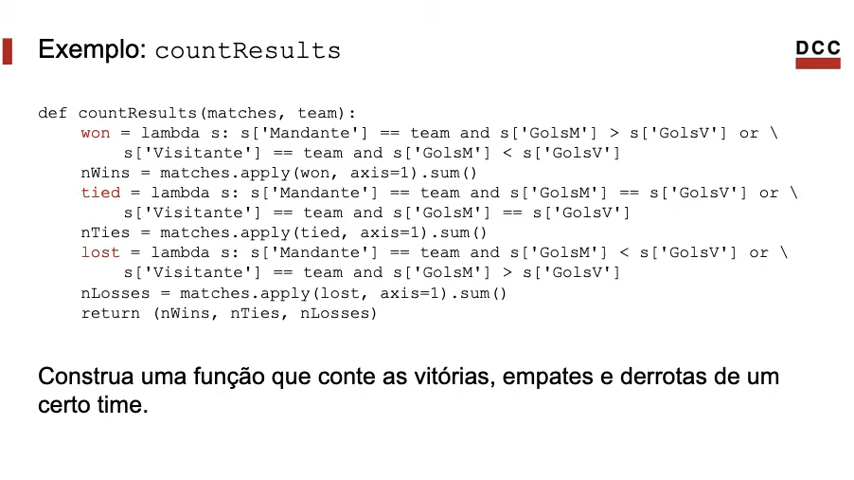 Exemplo: countResults
DCC
def countResults(matches, team):
won = lambda s: s['Mandante'] == team and s['GolsM'] > s['GolsV'] or \
s['Visitante'] == team and s['GolsM'] < s['GolsV']
nWins = matches.apply(won, axis=1).sum()
tied = lambda s: s['Mandante'] == team and s['GolsM'] == s['GolsV'] or \
s['Visitante'] == team and s['GolsM'] == s['GolsV']
nTies = matches.apply(tied, axis=1).sum()
lost = lambda s: s['Mandante'] == team and s['GolsM'] < s['GolsV'] or \
s['Visitante'] == team and s['GolsM'] > s['GolsV']
nLosses = matches.apply(lost, axis=1).sum()
return (nWins, nTies, nLosses)
Construa uma função que conte as vitórias, empates e derrotas de um
certo time.